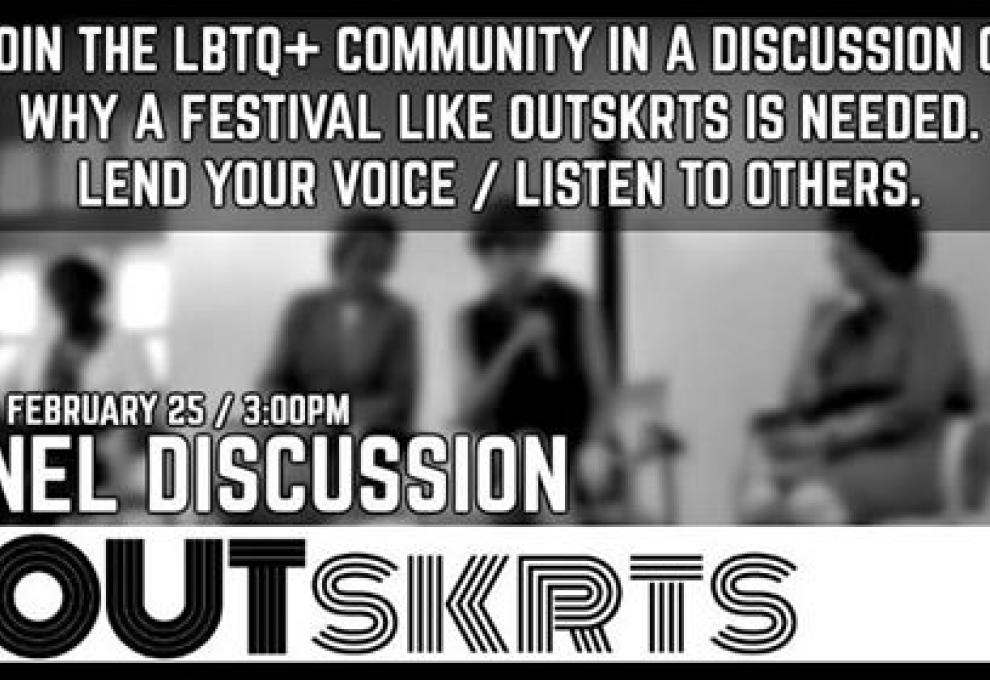 OIN THE LBTQ+ COMMUNITY IN A DISCUSSION O
WHY A FESTIVAL LIKE OUTSKRTS IS NEEDED.
LEND YOUR VOICE / LISTEN TO OTHERS.
FEBRUARY 25 / 3:00PM
NEL DISCUSSION
OUTSKRTS